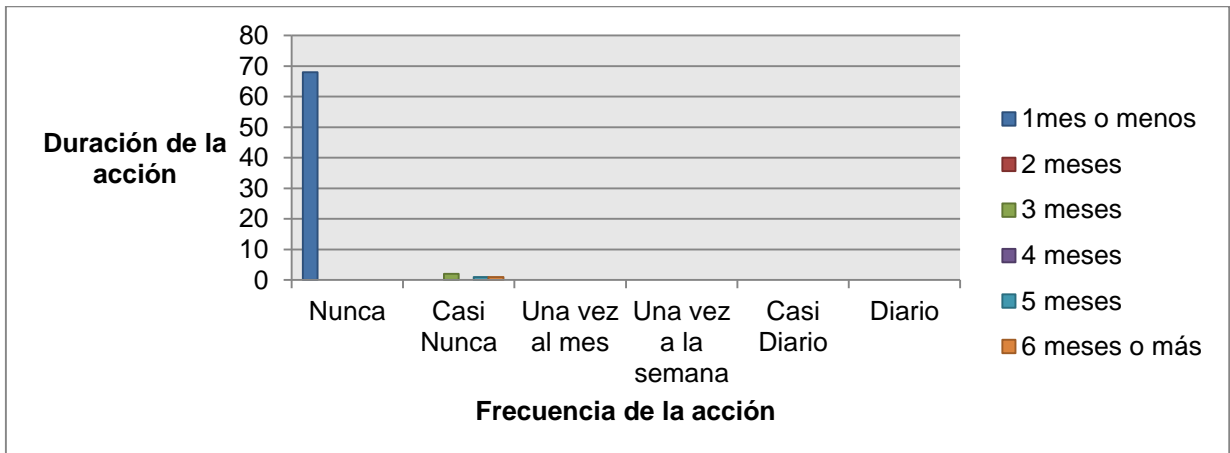 80
70
60
50
40
30
20
10
0
Duración de la
acción
Nunca
Casi
Nunca
Una vez
al mes
Una vez
a la
semana
Casi
Diario
Diario
Frecuencia de la acción
1mes o menos
2 meses
3 meses
4 meses
5 meses
6 meses o más